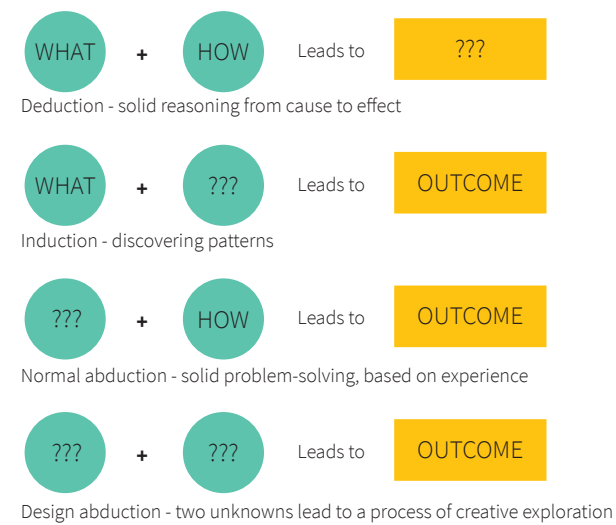 WHAT + HOW Leads to ???
Deduction - solid reasoning from cause to effect
WHAT + ??? Leads to OUTCOME
Induction - discovering patterns
??? + HOW Leads to OUTCOME
Normal abduction - solid problem-solving, based on experience
??? + ??? Leads to OUTCOME
Design abduction - two unknowns lead to a process of creative exploration